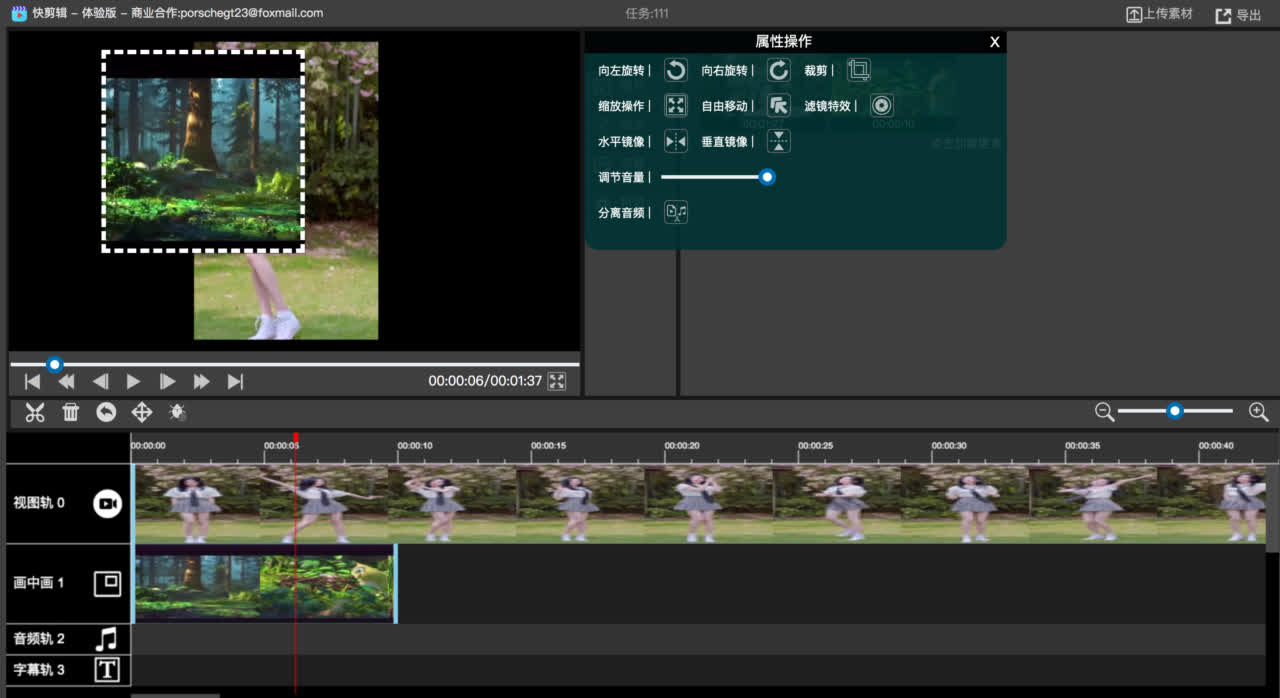 快剪辑 – 体验版 – 商业合作:porschegt23@foxmail.com
任务:111
上传素材
导出
属性操作
X
向左旋转 |
向右旋转 |
裁剪 |
缩放操作 |
自由移动 |
滤镜特效 |
水平镜像 |
垂直镜像 |
调节音量 |
分离音频 |
00:00:06/00:01:37
00:00:00 00:00:05 00:00:10 00:00:15 00:00:20 00:00:25 00:00:30 00:00:35 00:00:40
视图轨 0
画中画 1
音频轨 2
字幕轨 3
T